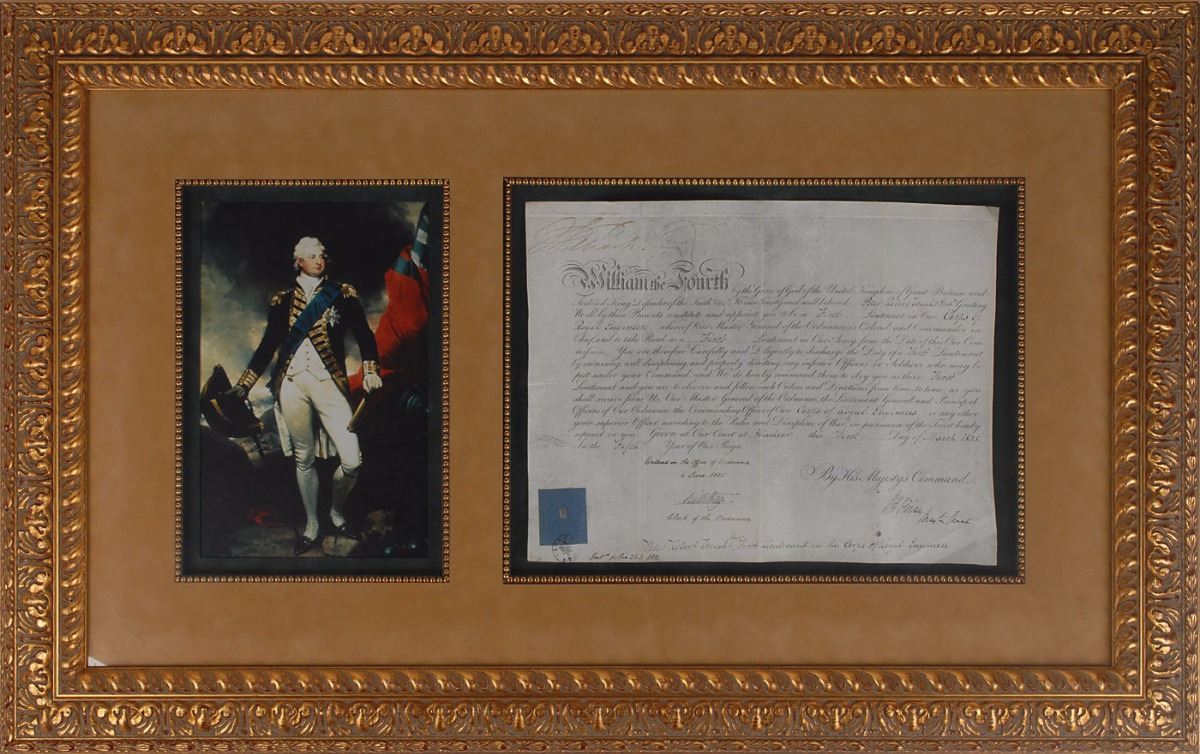 William the Fourth by the Grace of God of the United Kingdom of Great Britain and
Ireland King Defender of the Faith &c. To our Trusty and well beloved Peter Robert Greeting
We do by these Presents constitute and appoint you to be a First Lieutenant in Our Corps of
Royal Engineers whereof Our Master General of the Ordnance is Colonel and Commander in
Chief and to take Rank as a First Lieutenant in Our Army from the Date of this Our Com-
mission. You are therefore Carefully and Diligently to discharge the Duty of a First Lieutenant
by exercising and well disciplining and
put under your Command and We do hereby command them to obey you as their First
Lieutenant and you are to observe and follow such Orders and Directions from time to time as you
shall receive from Us, Our Master General of the Ordnance, the Lieutenant General and Principal
Officers of Our Ordnance, the Commanding Officer of Our Corps of Royal Engineers or any other
your superior Officer according to the Rules and Discipline of War, in pursuance of the Trust hereby
reposed in you. Given at Our Court at Windsor this First Day of March 1835
In the Fifth Year of Our Reign
Entered in the Office of Ordnance
4 June 1835
By His Majesty's Command
Clerk of the Ordnance
Peter Robert First Lieutenant in the Corps of Royal Engineers